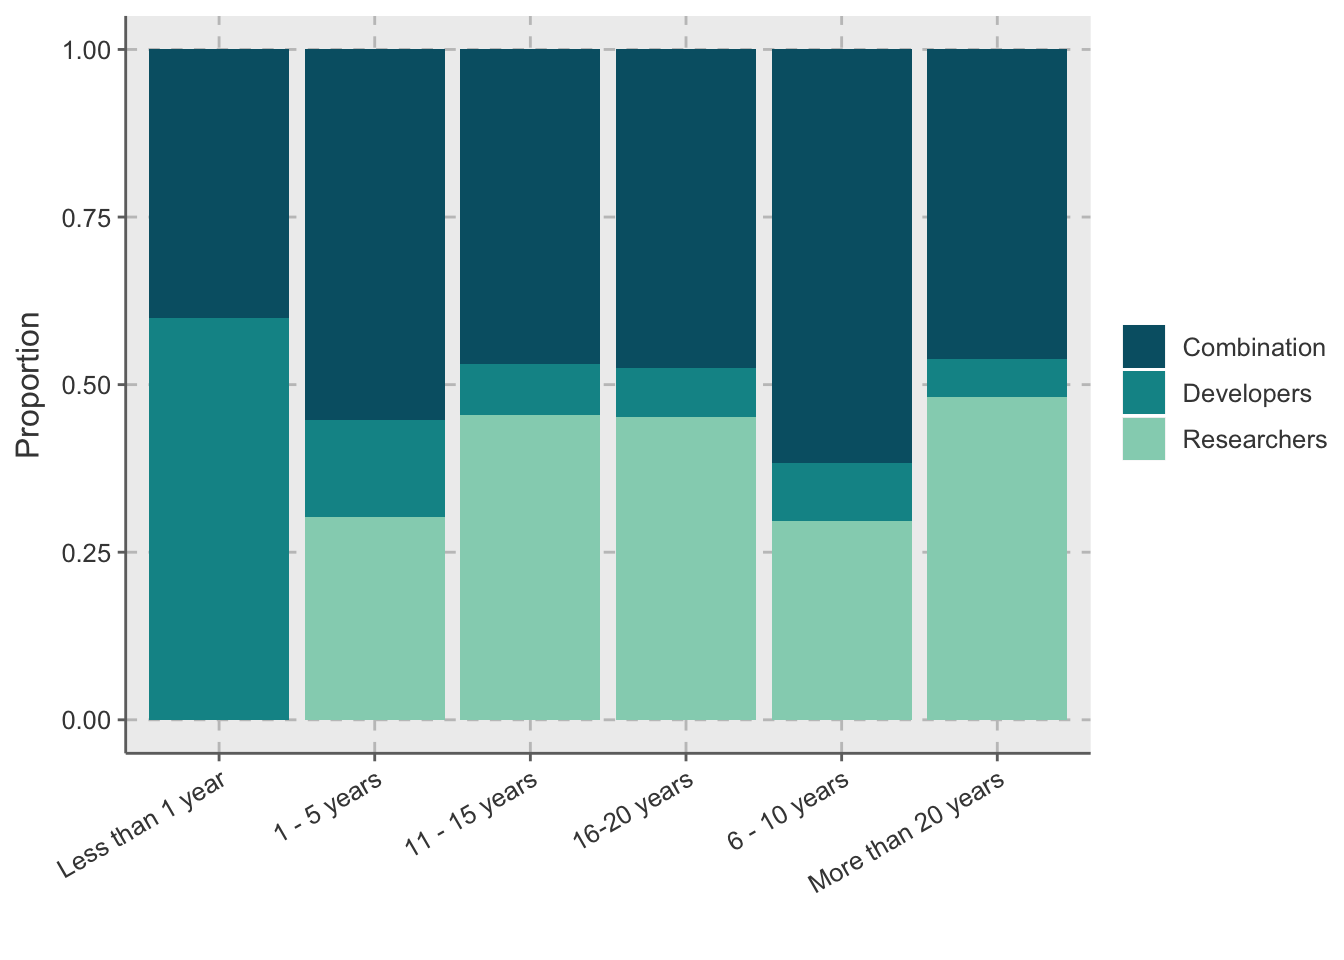 1.00
0.75
0.50
0.25
0.00
Proportion
Less than 1 year
1 - 5 years
11 - 15 years
16-20 years
6 - 10 years
More than 20 years
Combination
Developers
Researchers